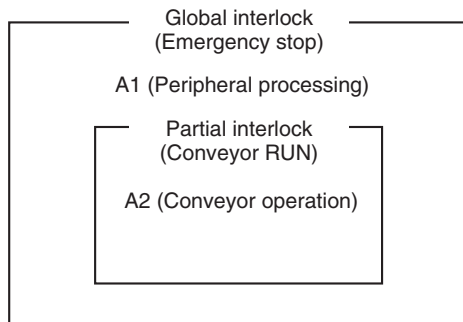 Global interlock
(Emergency stop)
A1 (Peripheral processing)
Partial interlock
(Conveyor RUN)
A2 (Conveyor operation)